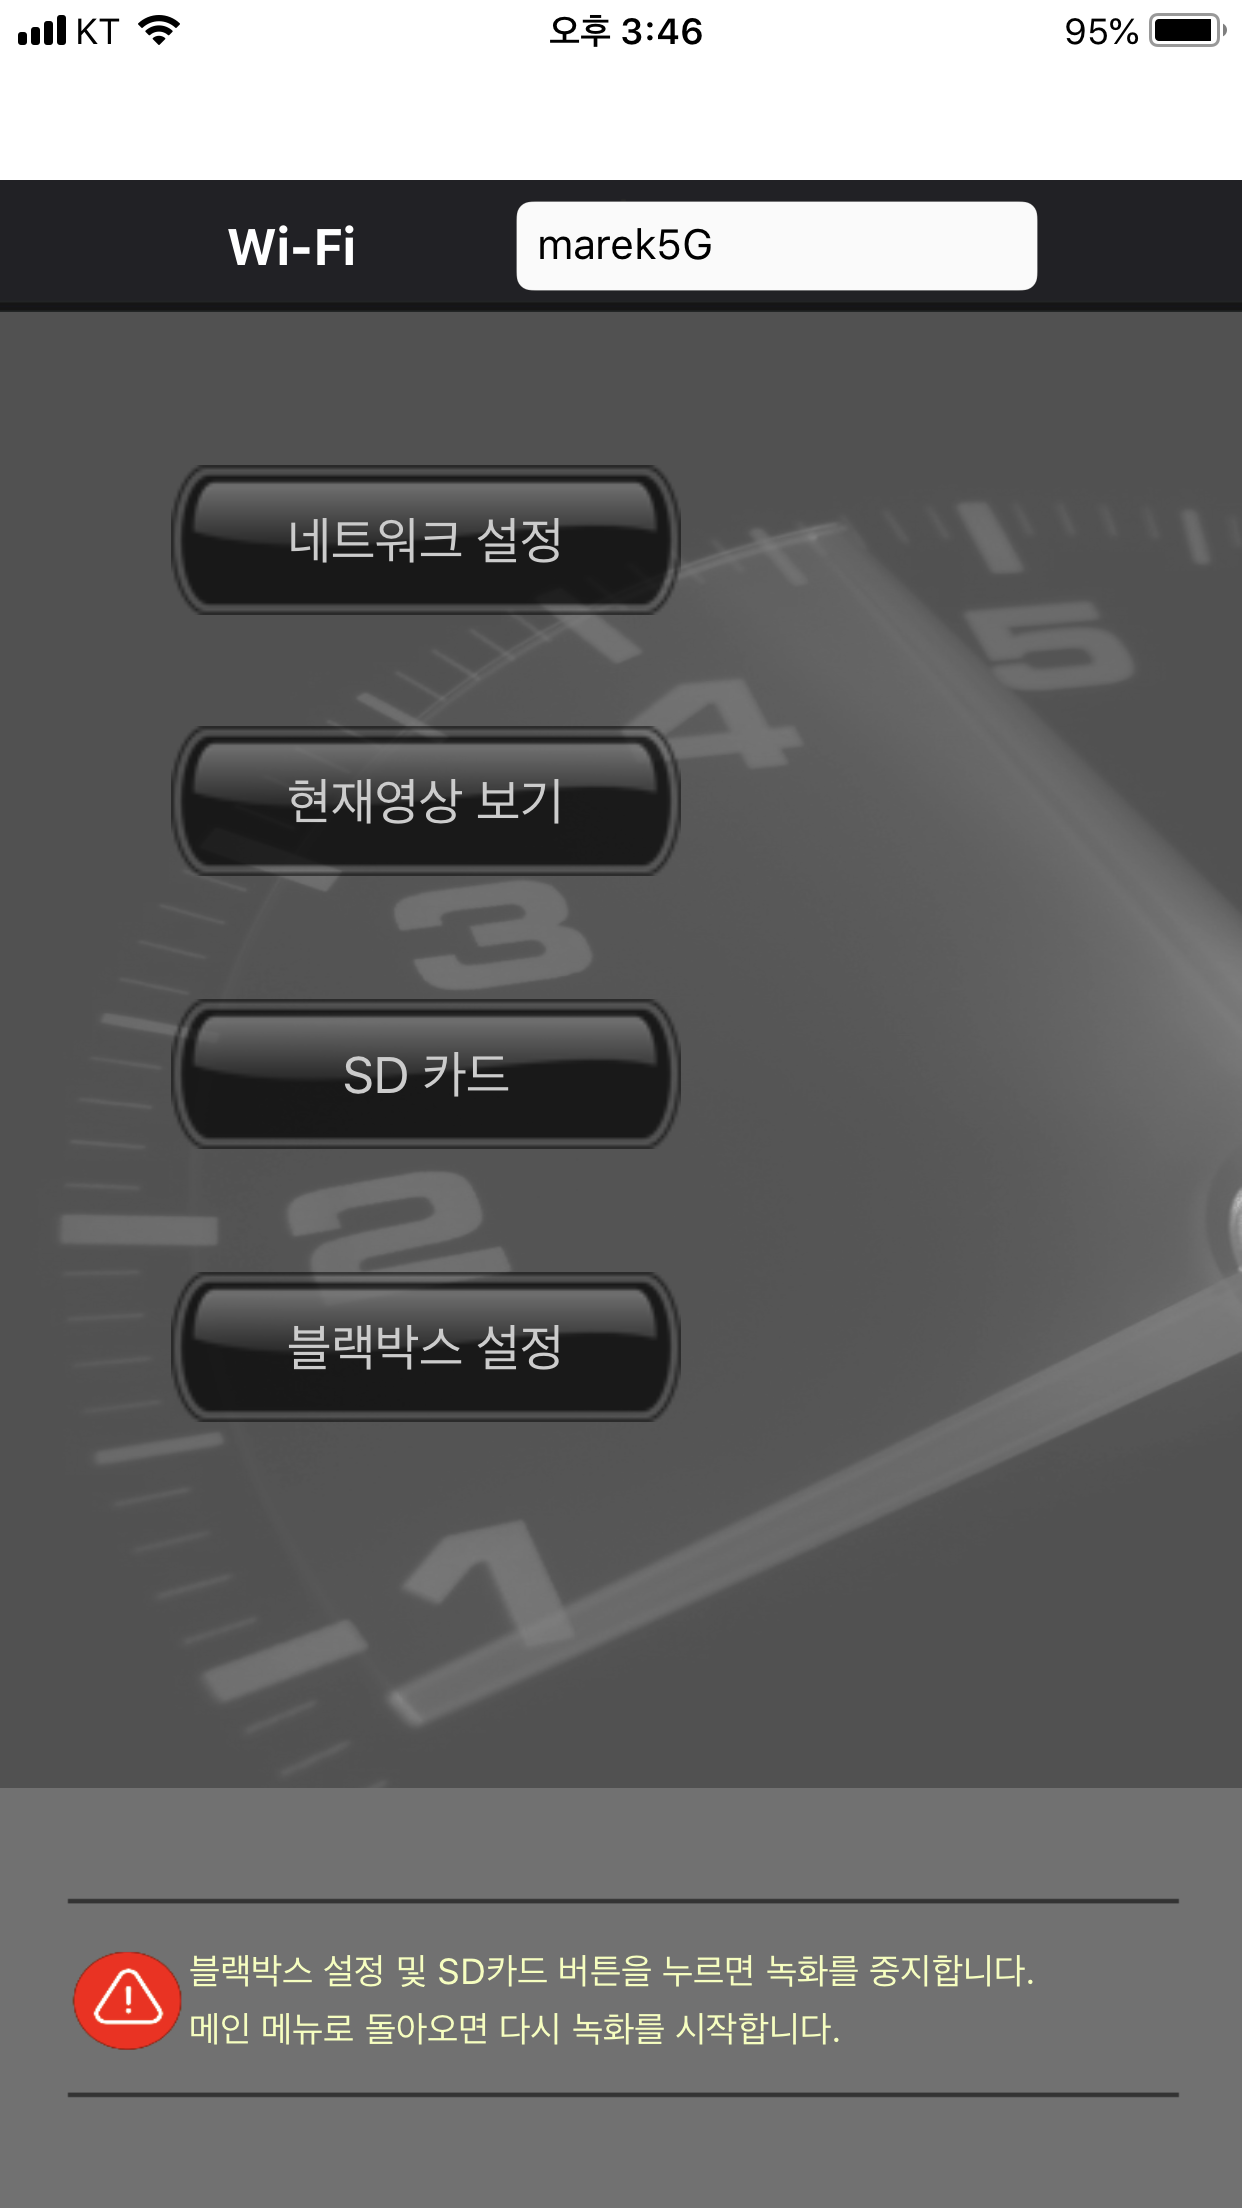 KT
오후 3:46
95%
Wi-Fi
marek5G
네트워크 설정
5
4
현재영상 보기
3
SD 카드
2
블랙박스 설정
1
블랙박스 설정 및 SD카드 버튼을 누르면 녹화를 중지합니다.
메인 메뉴로 돌아오면 다시 녹화를 시작합니다.